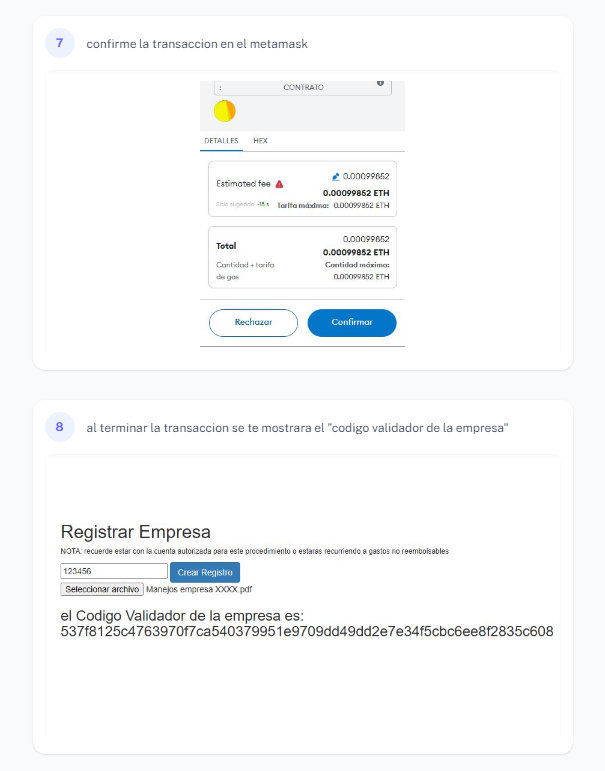 7 confirme la transaccion en el metamask
: CONTRATO
DETALLES HEX
Estimated fee 0.00099852
0.00099852 ETH
Sitio sugerido ~15 s Tarifa máxima: 0.00099852 ETH
Total 0.00099852
0.00099852 ETH
Cantidad + tarifa de gas Cantidad máxima:
0.00099852 ETH
Rechazar Confirmar
8 al terminar la transaccion se te mostrara el "codigo validador de la empresa"
Registrar Empresa
NOTA: recuerde estar con la cuenta autorizada para este procedimiento o estaras recurriendo a gastos no reembolsables
123456 Crear Registro
Seleccionar archivo Manejos empresa XXXX.pdf
el Codigo Validador de la empresa es:
537f8125c4763970f7ca540379951e9709dd49dd2e7e34f5cbc6ee8f2835c608